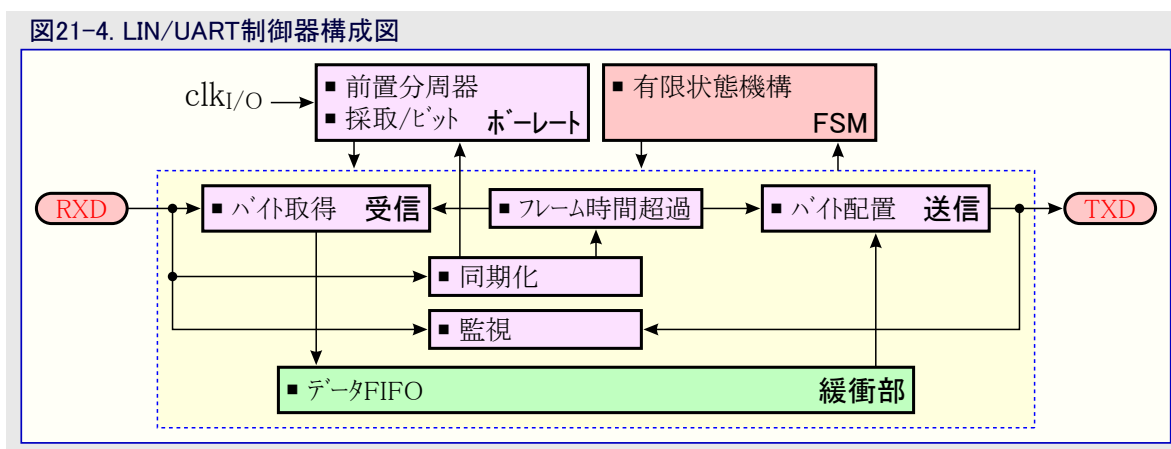 図21-4. LIN/UART制御器構成図
clkI/O
▪ 前置分周器
▪ 採取/ビット ボーレート
▪ 有限状態機構
FSM
RXD
▪ バイト取得 受信
▪ フレーム時間超過
▪ バイト配置 送信
TXD
▪ 同期化
▪ 監視
▪ データFIFO 緩衝部